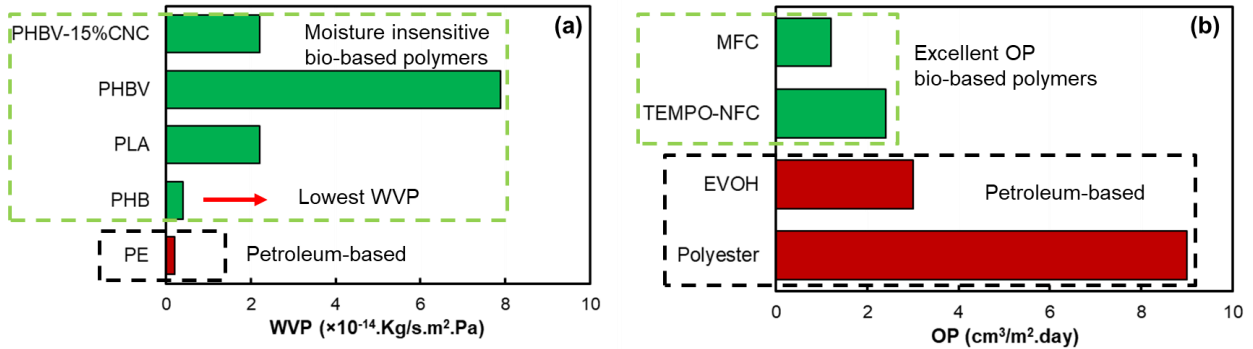 (a)
PHBV-15%CNC
Moisture insensitive
bio-based polymers
PHBV
PLA
PHB
Lowest WVP
PE
Petroleum-based
0 2 4 6 8 10
WVP (×10⁻¹⁴.Kg/s.m².Pa)
(b)
MFC
Excellent OP
bio-based polymers
TEMPO-NFC
EVOH
Petroleum-based
Polyester
0 2 4 6 8 10
OP (cm³/m².day)